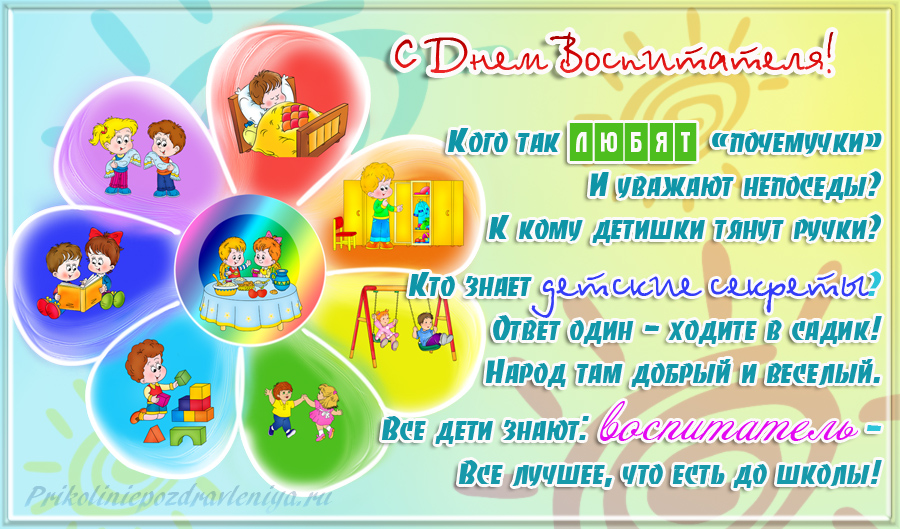 С Днем Воспитателя!
Кого так ЛЮБЯТ «почемучки»
И уважают непоседы?
К кому детишки тянут ручки?
Кто знает детские секреты?
Ответ один - ходите в садик!
Народ там добрый и веселый.
Все дети знают: воспитатель -
Все лучшее, что есть до школы!
Prikoliniepozdravleniya.ru